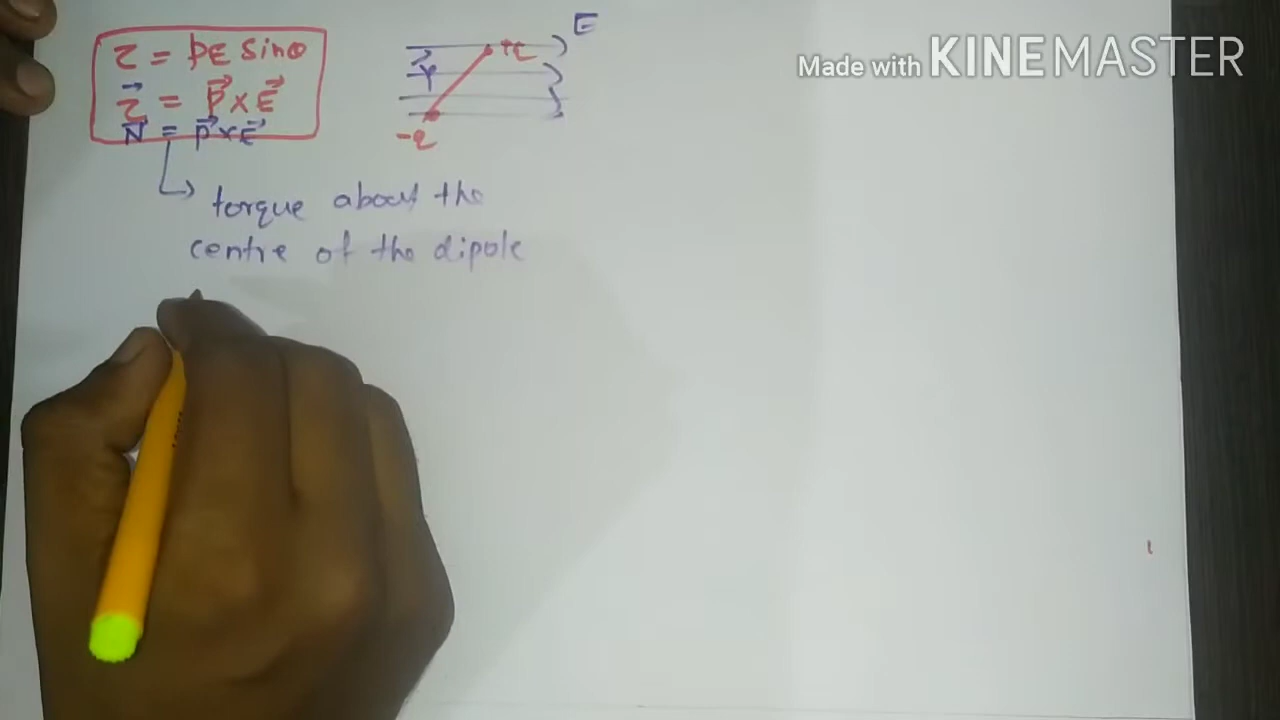 τ = pE sinθ
τ⃗ = p⃗ × E⃗
N⃗ = p⃗ × E⃗
torque about the
centre of the dipole
E
+q
r⃗
-q
Made with KINEMASTER